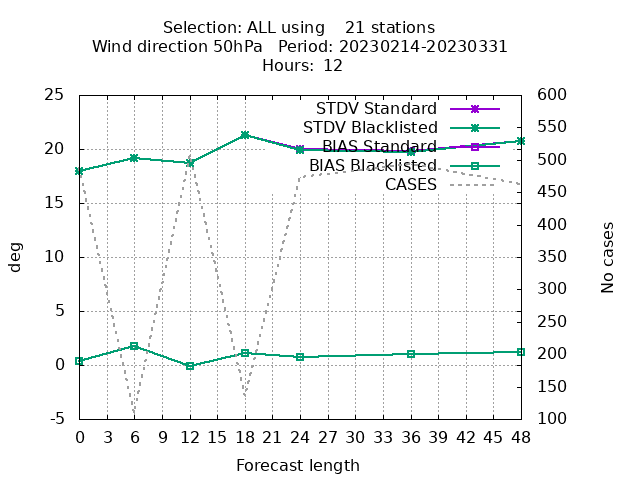 Selection: ALL using    21 stations
Wind direction 50hPa   Period: 20230214-20230331
Hours:  12
25
20
15
10
5
0
-5
deg
STDV Standard
STDV Blacklisted
BIAS Standard
BIAS Blacklisted
CASES
600
550
500
450
400
350
300
250
200
150
100
No cases
0 3 6 9 12 15 18 21 24 27 30 33 36 39 42 45 48
Forecast length